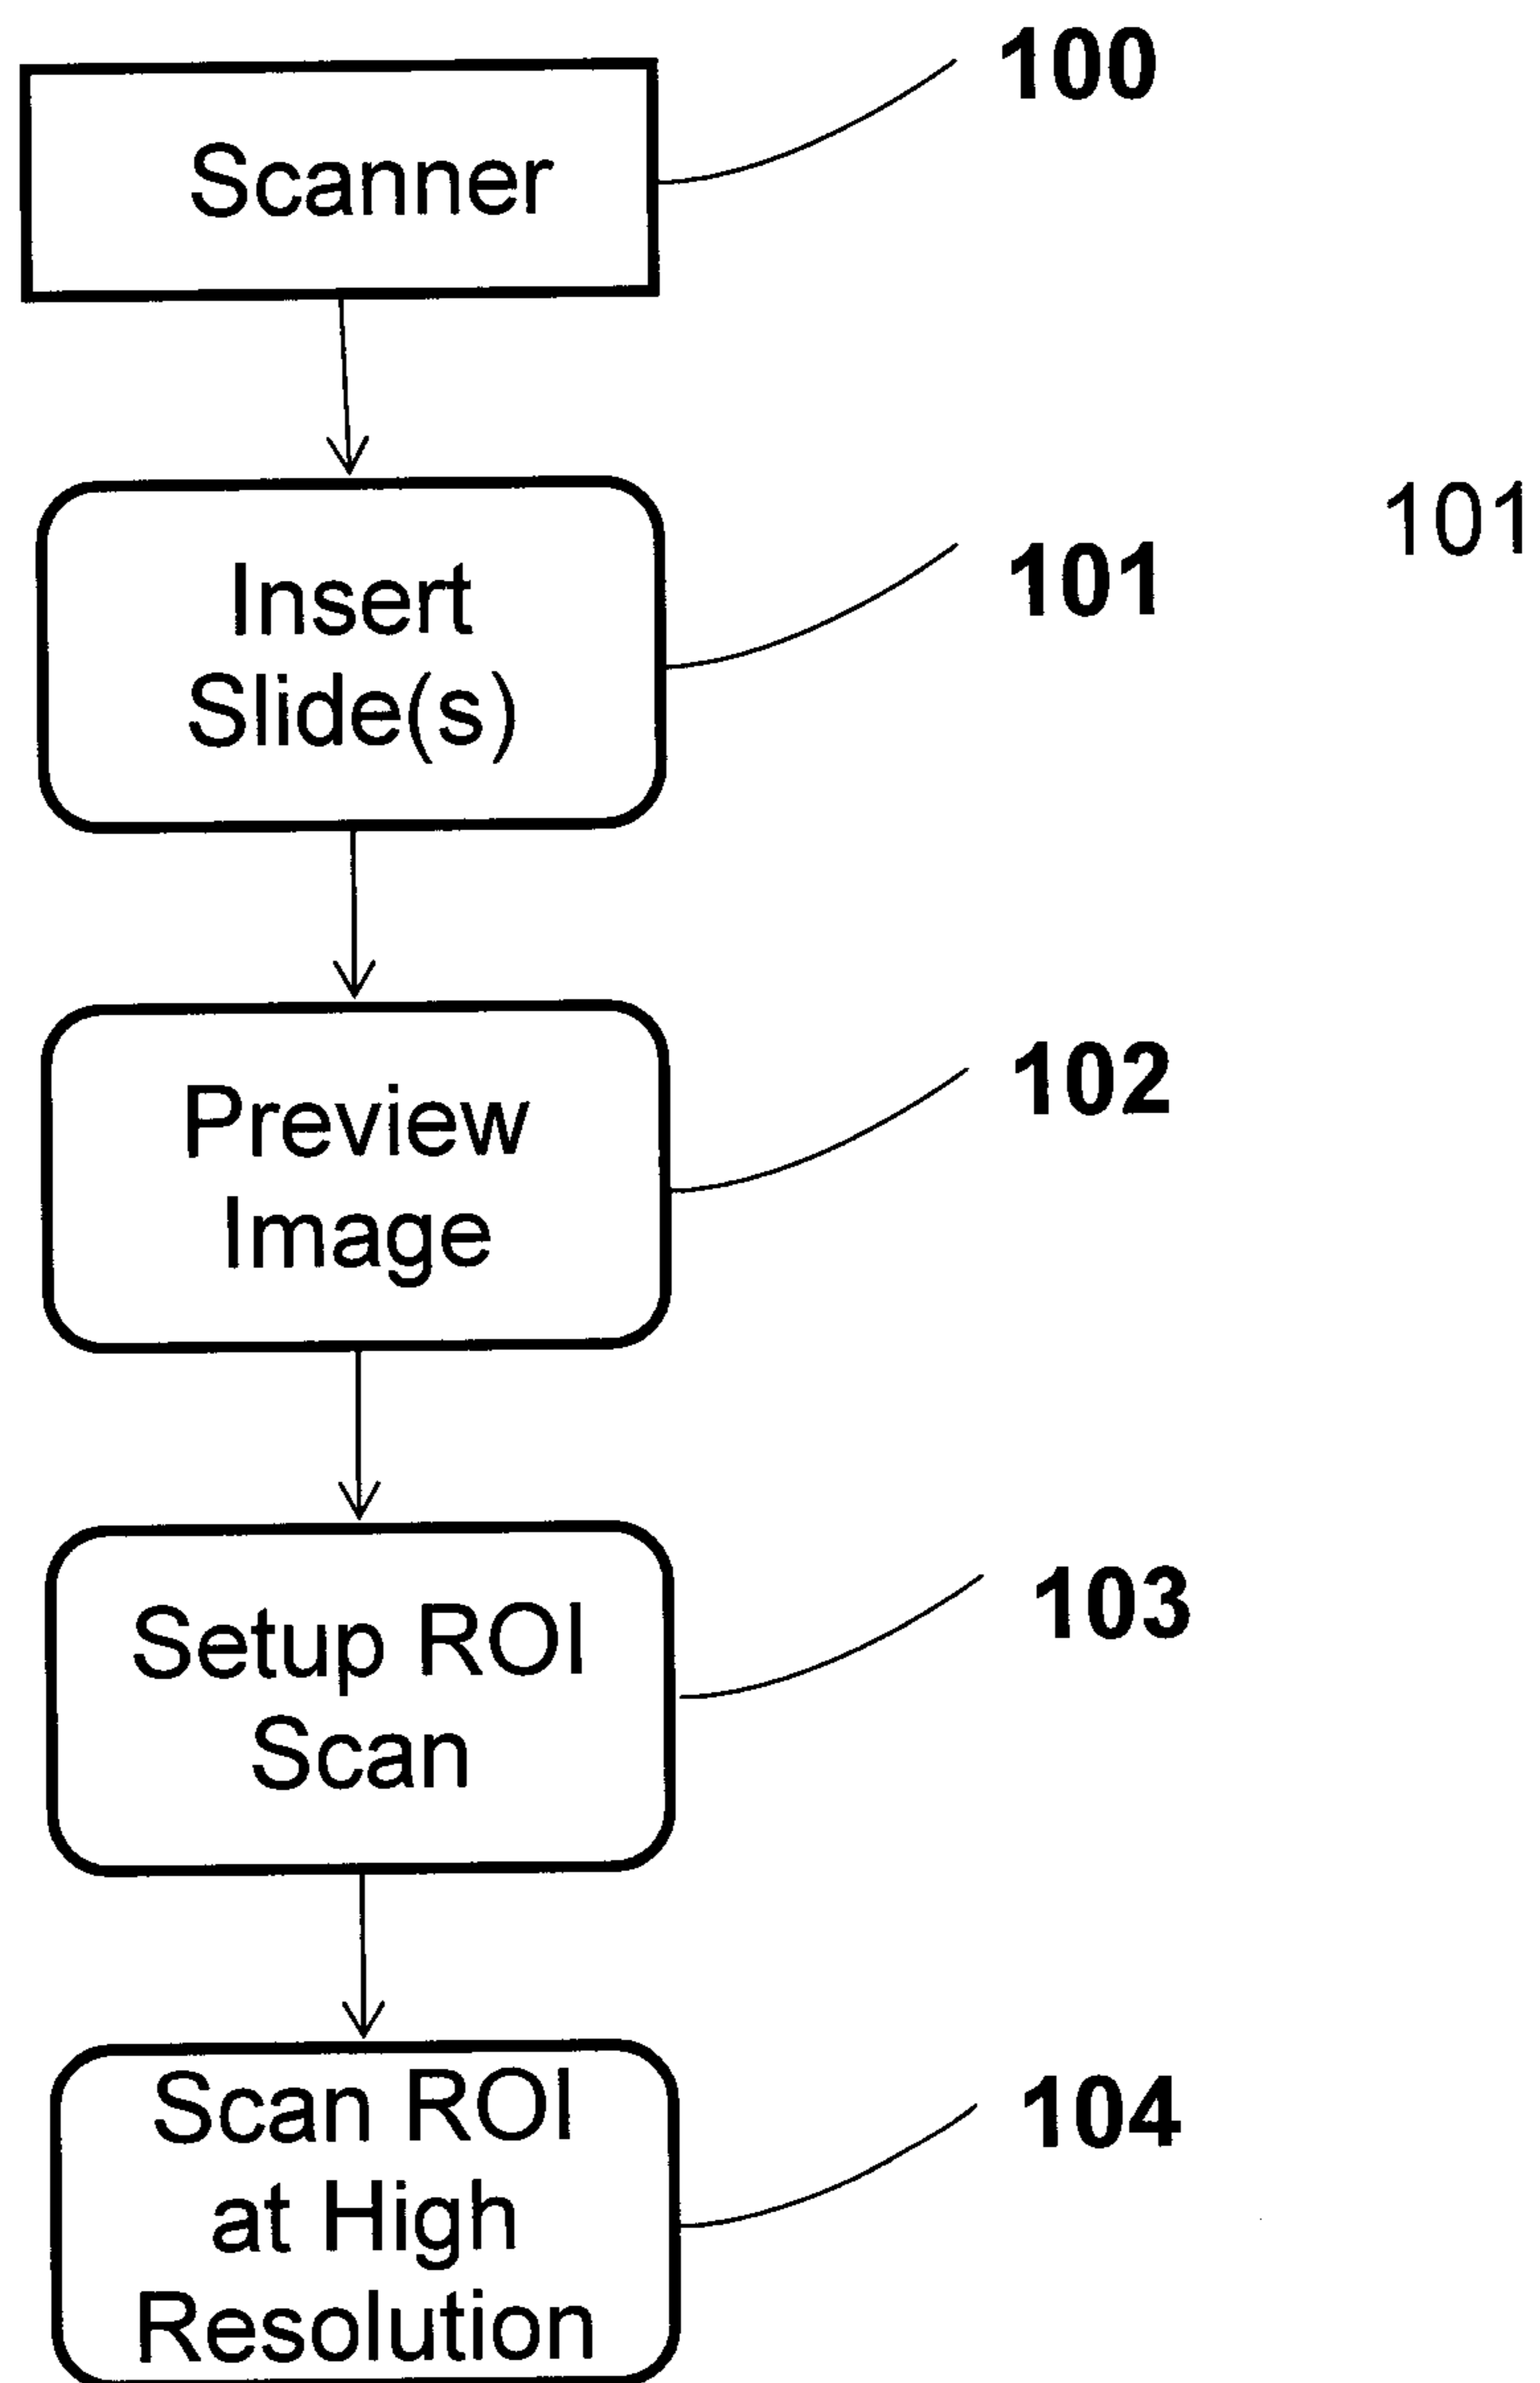 100
Scanner
101
101
Insert
Slide(s)
102
Preview
Image
103
Setup ROI
Scan
104
Scan ROI
at High
Resolution